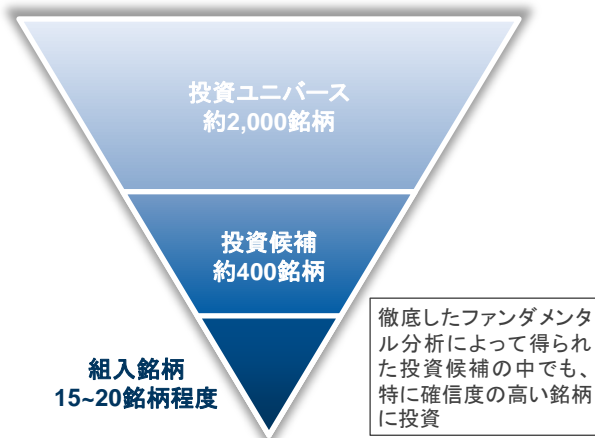 投資ユニバース
約2,000銘柄
投資候補
約400銘柄
組入銘柄
15~20銘柄程度
徹底したファンダメンタ
ル分析によって得られ
た投資候補の中でも、
特に確信度の高い銘柄
に投資